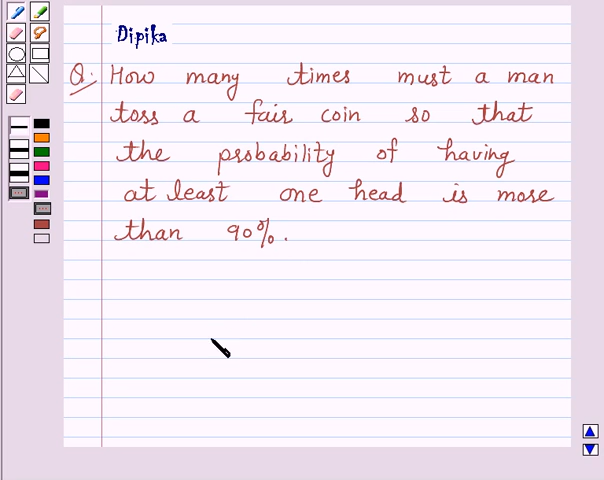 Dipika
Q. How many times must a man
toss a fair coin so that
the probability of having
at least one head is more
than 90%.